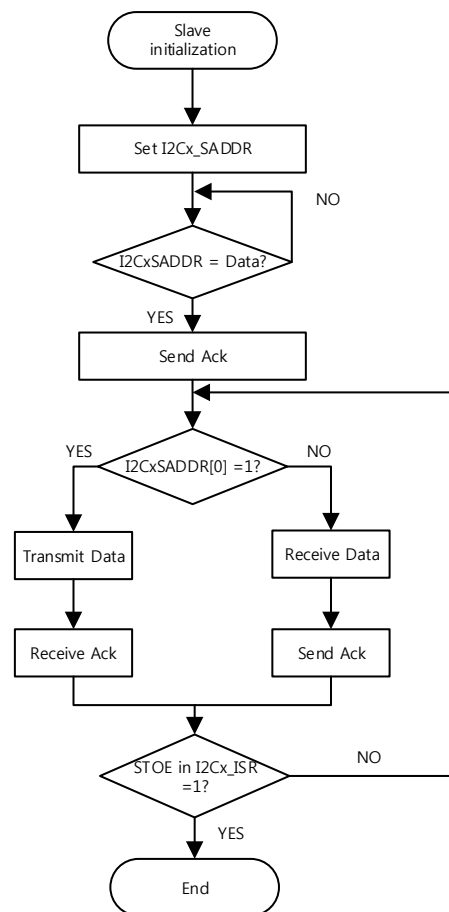 Slave
initialization
Set I2Cx_SADDR
NO
I2CxSADDR = Data?
YES
Send Ack
YES
NO
I2CxSADDR[0] =1?
Transmit Data
Receive Data
Receive Ack
Send Ack
STOE in I2Cx_ISR
=1?
NO
YES
End